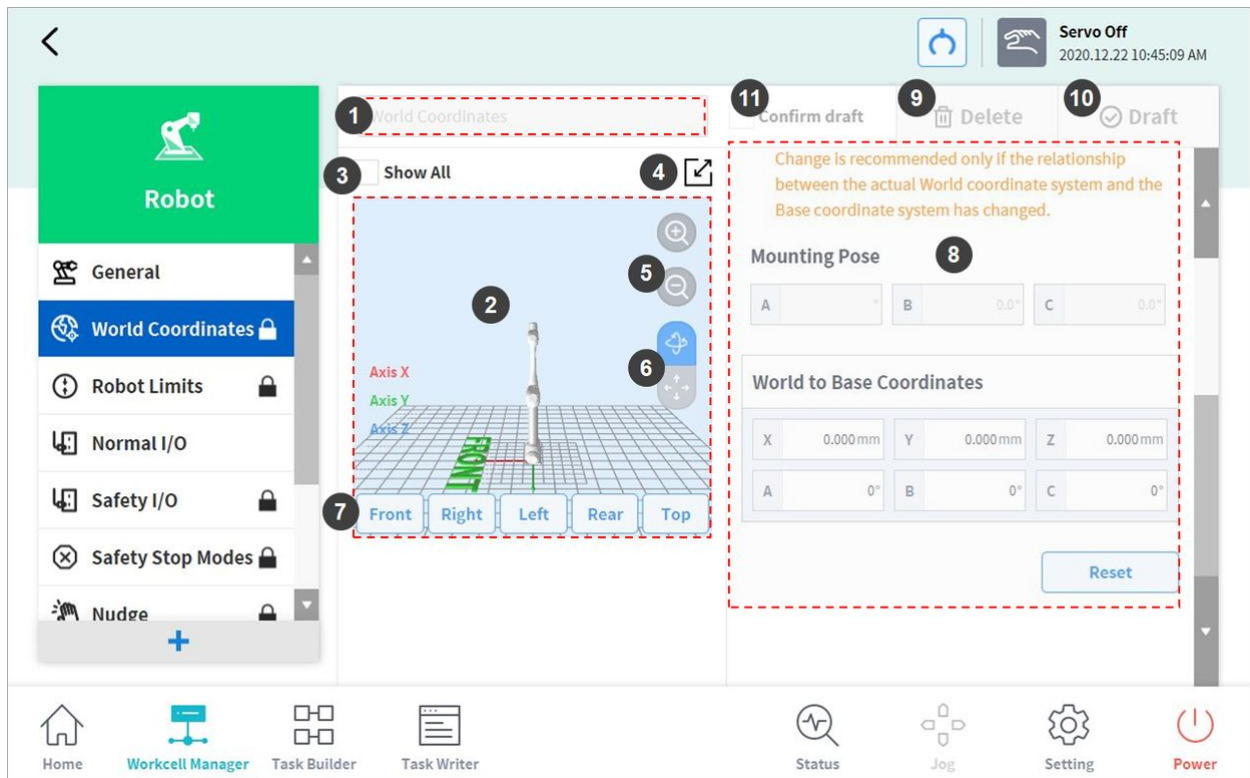 Servo Off
2020.12.22 10:45:09 AM
Robot
General
World Coordinates
Robot Limits
Normal I/O
Safety I/O
Safety Stop Modes
Nudge
+
1
World Coordinates
11
Confirm draft
9
Delete
10
Draft
3
Show All
4
5
2
6
Axis X
Axis Y
Axis Z
FRONT
7
Front Right Left Rear Top
Change is recommended only if the relationship
between the actual World coordinate system and the
Base coordinate system has changed.
Mounting Pose
8
A ° B 0.0° C 0.0°
World to Base Coordinates
X 0.000 mm Y 0.000 mm Z 0.000 mm
A 0° B 0° C 0°
Reset
Home Workcell Manager Task Builder Task Writer Status Jog Setting Power